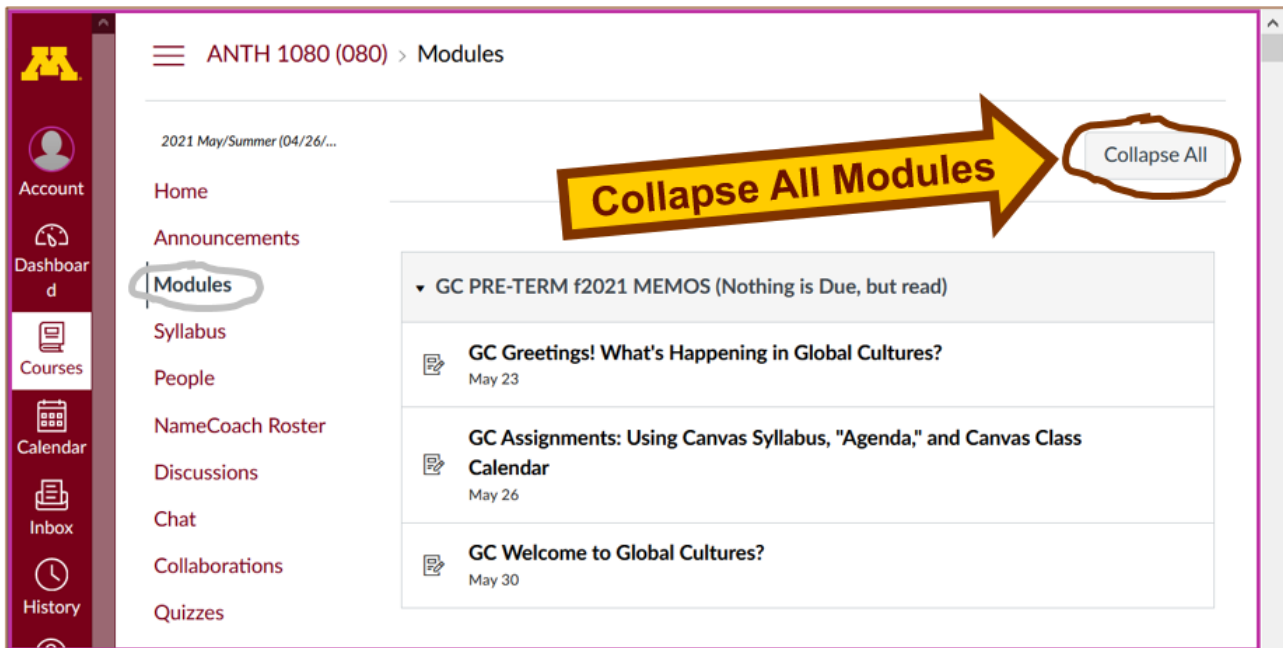 M
ANTH 1080 (080) > Modules
2021 May/Summer (04/26/...
Collapse All
Collapse All Modules
Account
Dashboar
d
Courses
Calendar
Inbox
History
Home
Announcements
Modules
Syllabus
People
NameCoach Roster
Discussions
Chat
Collaborations
Quizzes
GC PRE-TERM f2021 MEMOS (Nothing is Due, but read)
GC Greetings! What's Happening in Global Cultures?
May 23
GC Assignments: Using Canvas Syllabus, "Agenda," and Canvas Class
Calendar
May 26
GC Welcome to Global Cultures?
May 30